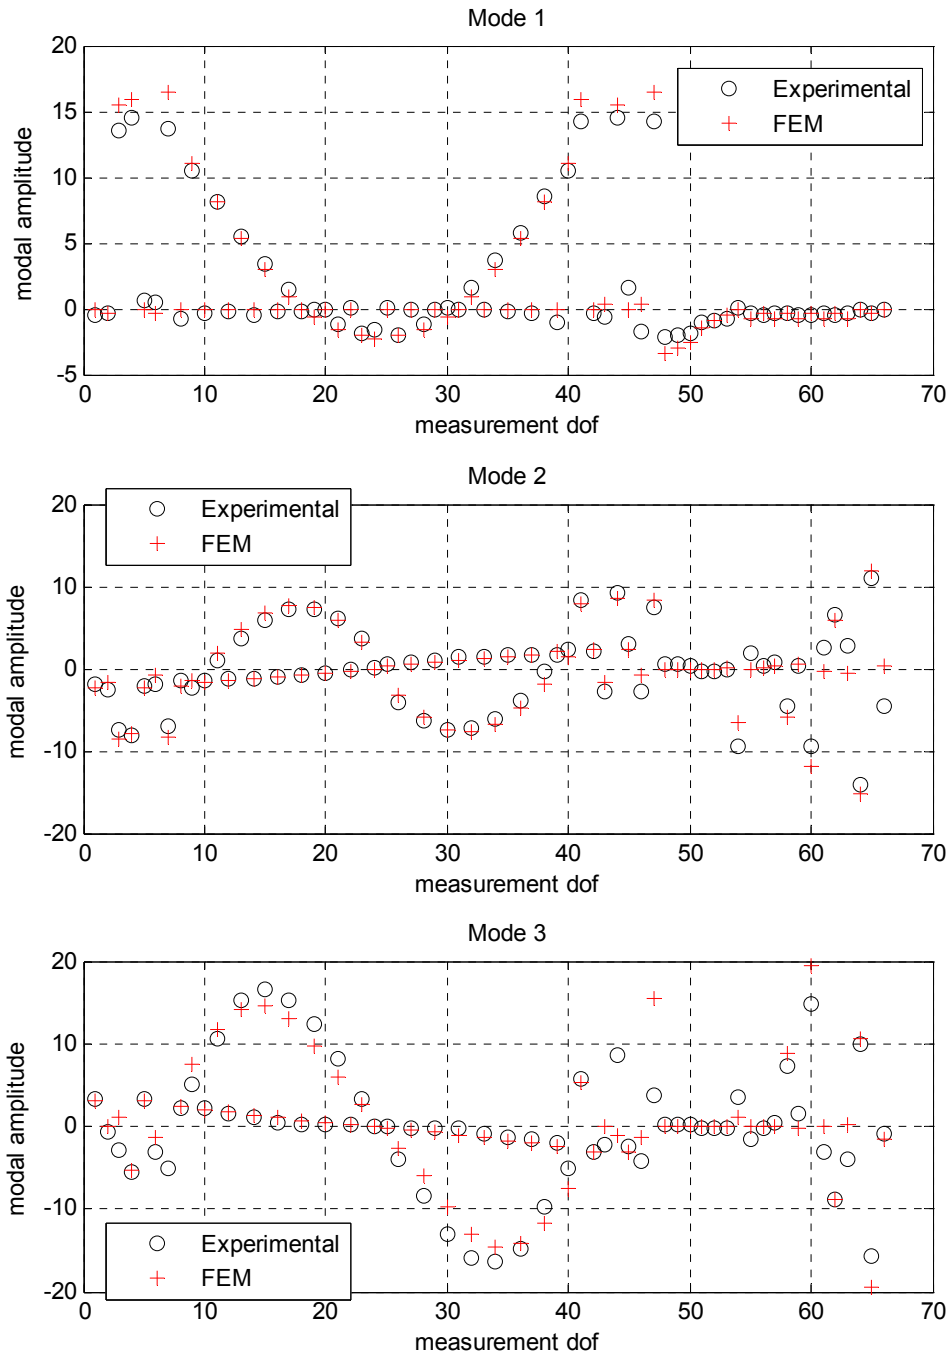 Mode 1
20
15
10
5
0
-5
modal amplitude
Experimental
FEM
0 10 20 30 40 50 60 70
measurement dof
Mode 2
20
10
0
-10
-20
modal amplitude
Experimental
FEM
0 10 20 30 40 50 60 70
measurement dof
Mode 3
20
10
0
-10
-20
modal amplitude
Experimental
FEM
0 10 20 30 40 50 60 70
measurement dof